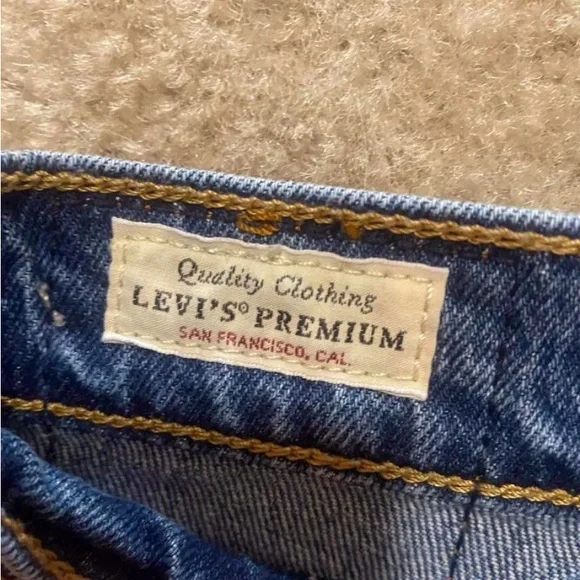 Quality Clothing
LEVI'S® PREMIUM
SAN FRANCISCO, CAL.